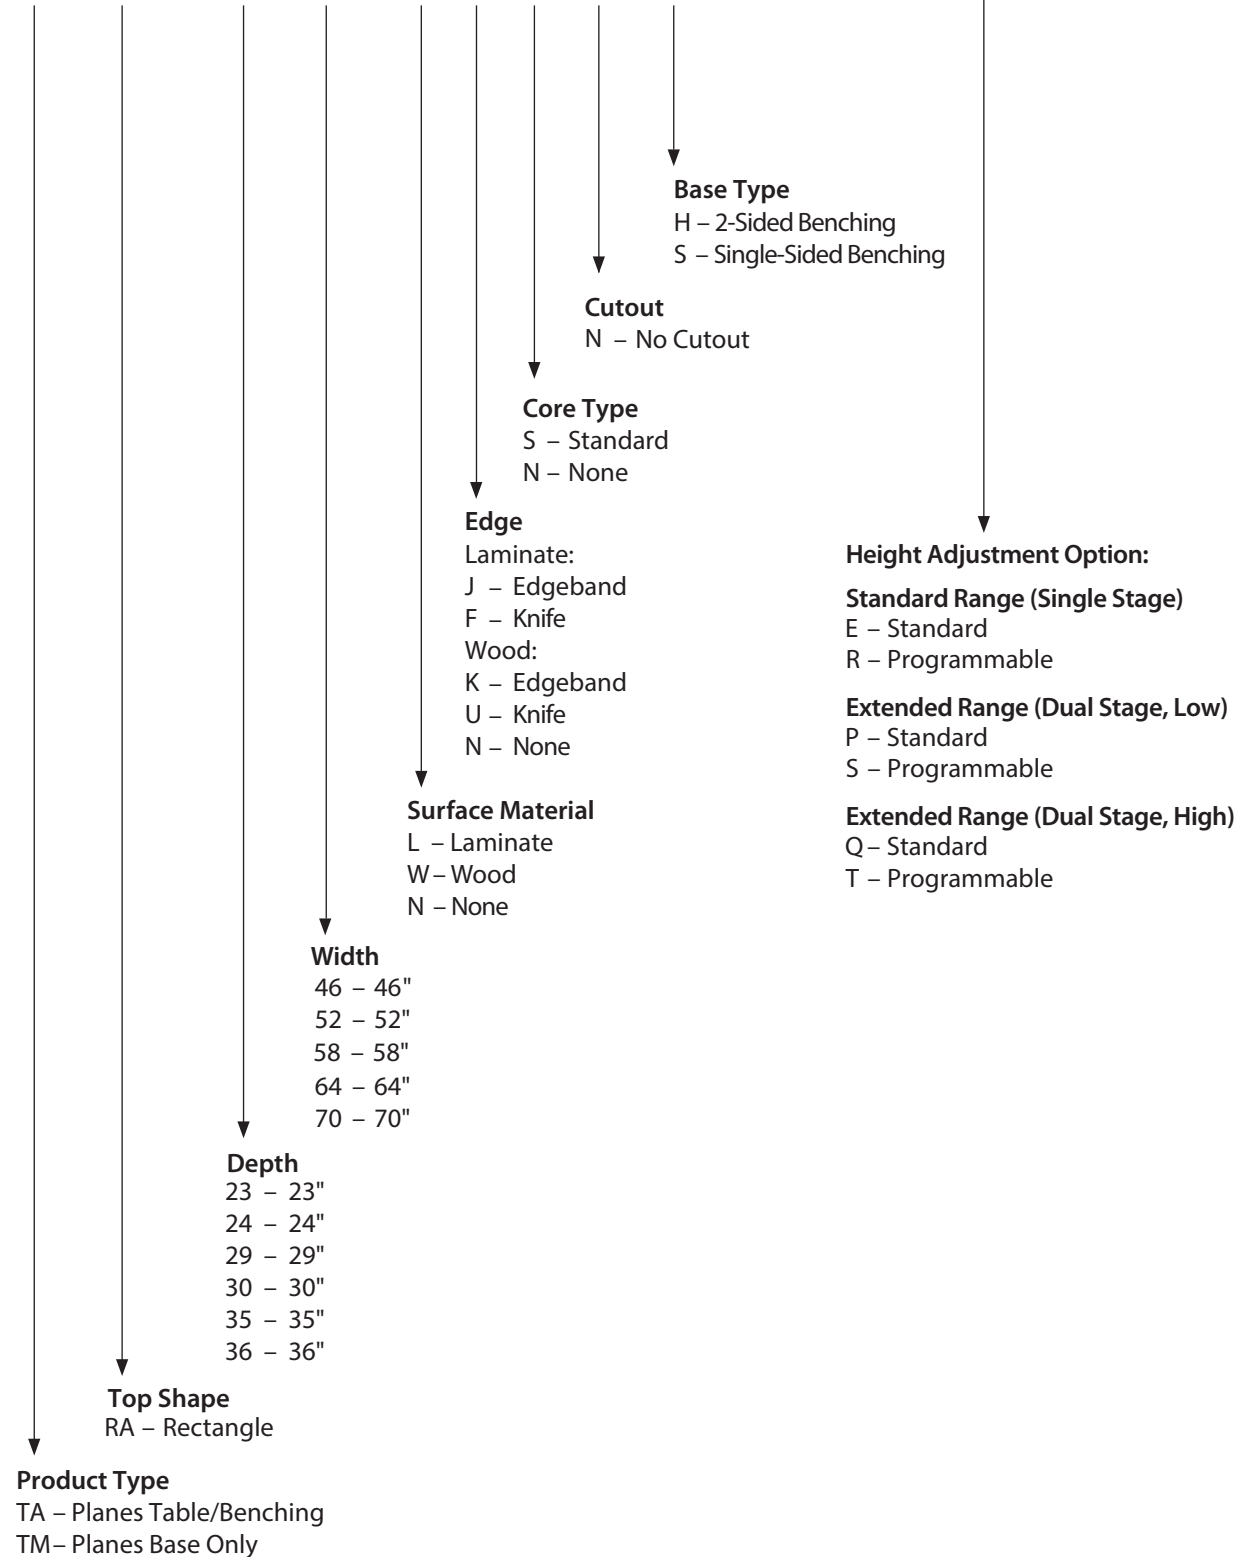 Base Type
H – 2-Sided Benching
S – Single-Sided Benching
Cutout
N – No Cutout
Core Type
S – Standard
N – None
Edge
Laminate:
J – Edgeband
F – Knife
Wood:
K – Edgeband
U – Knife
N – None
Height Adjustment Option:
Standard Range (Single Stage)
E – Standard
R – Programmable
Extended Range (Dual Stage, Low)
P – Standard
S – Programmable
Extended Range (Dual Stage, High)
Q – Standard
T – Programmable
Surface Material
L – Laminate
W – Wood
N – None
Width
46 – 46"
52 – 52"
58 – 58"
64 – 64"
70 – 70"
Depth
23 – 23"
24 – 24"
29 – 29"
30 – 30"
35 – 35"
36 – 36"
Top Shape
RA – Rectangle
Product Type
TA – Planes Table/Benching
TM – Planes Base Only